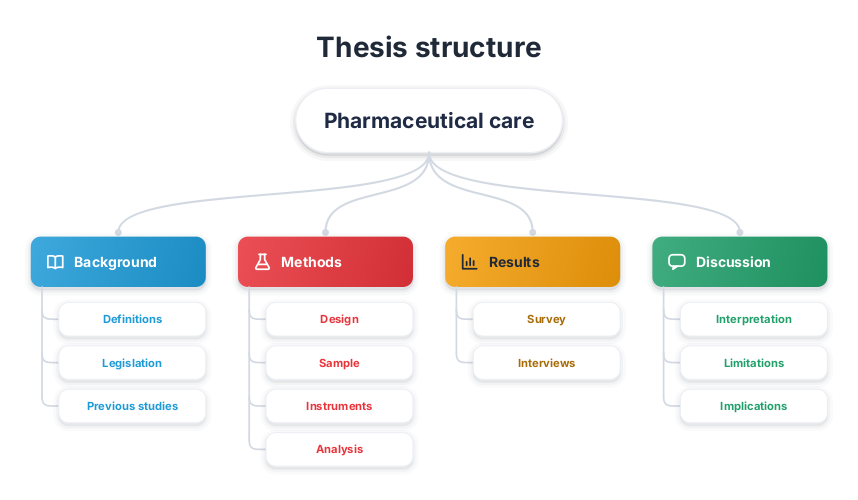 Thesis structure
Pharmaceutical care
Background
Definitions
Legislation
Previous studies
Methods
Design
Sample
Instruments
Analysis
Results
Survey
Interviews
Discussion
Interpretation
Limitations
Implications